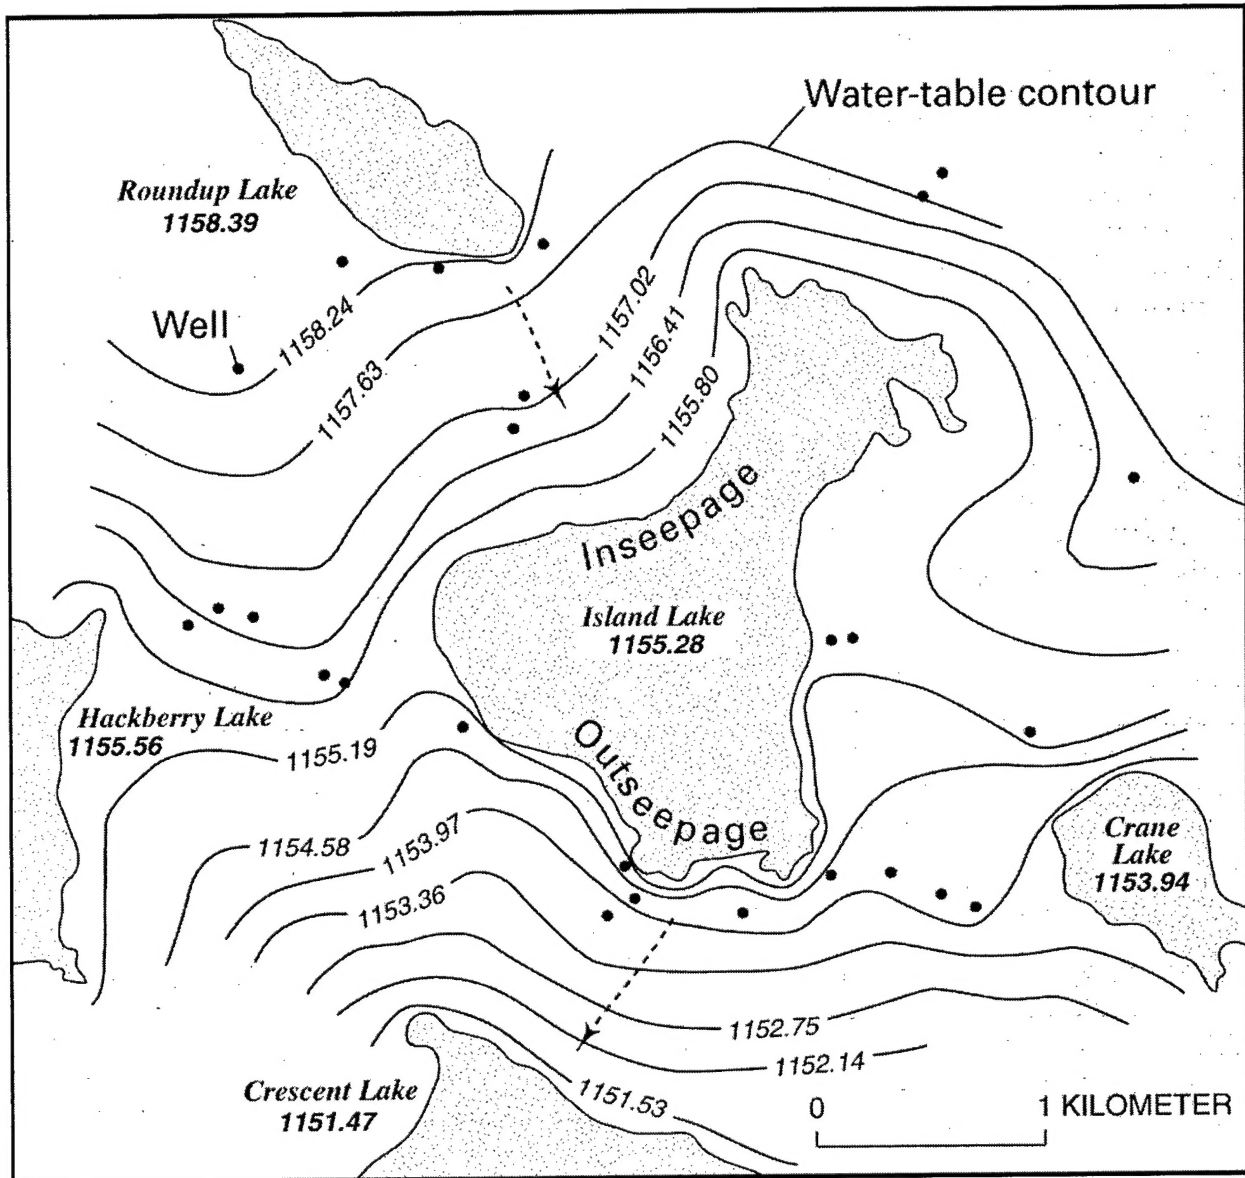 Water-table contour
Roundup Lake
1158.39
Well
1158.24
1157.63
1157.02
1156.41
1155.80
Inseepage
Island Lake
1155.28
Hackberry Lake
1155.56
1155.19
Outseepage
1154.58
1153.97
1153.36
Crane
Lake
1153.94
1152.75
1152.14
1151.53
Crescent Lake
1151.47
0 1 KILOMETER